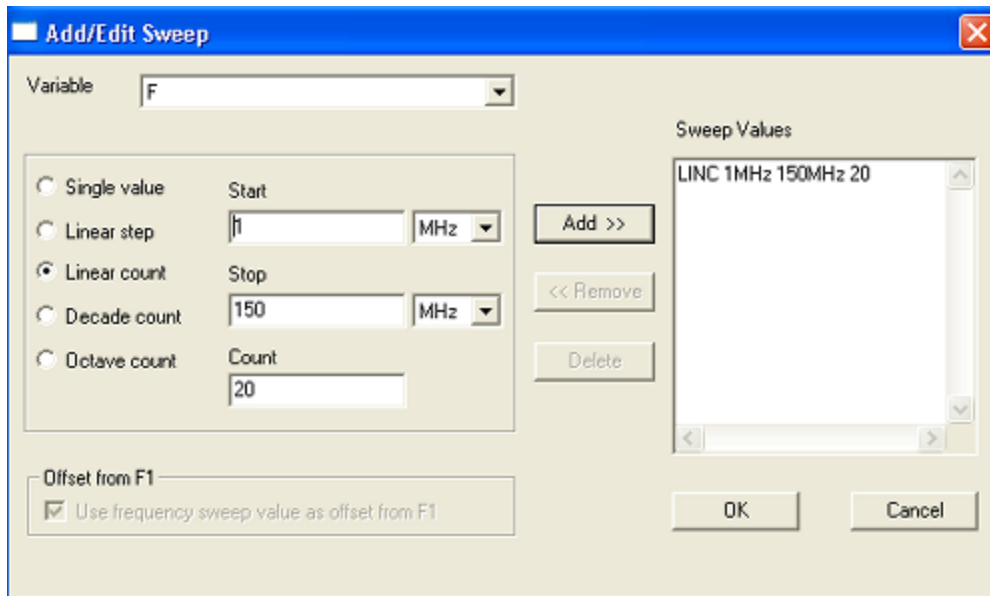 Add/Edit Sweep
Variable
F
Single value
Linear step
Linear count
Decade count
Octave count
Start
1
MHz
Stop
150
MHz
Count
20
Add >>
<< Remove
Delete
Sweep Values
LINC 1MHz 150MHz 20
Offset from F1
Use frequency sweep value as offset from F1
OK
Cancel